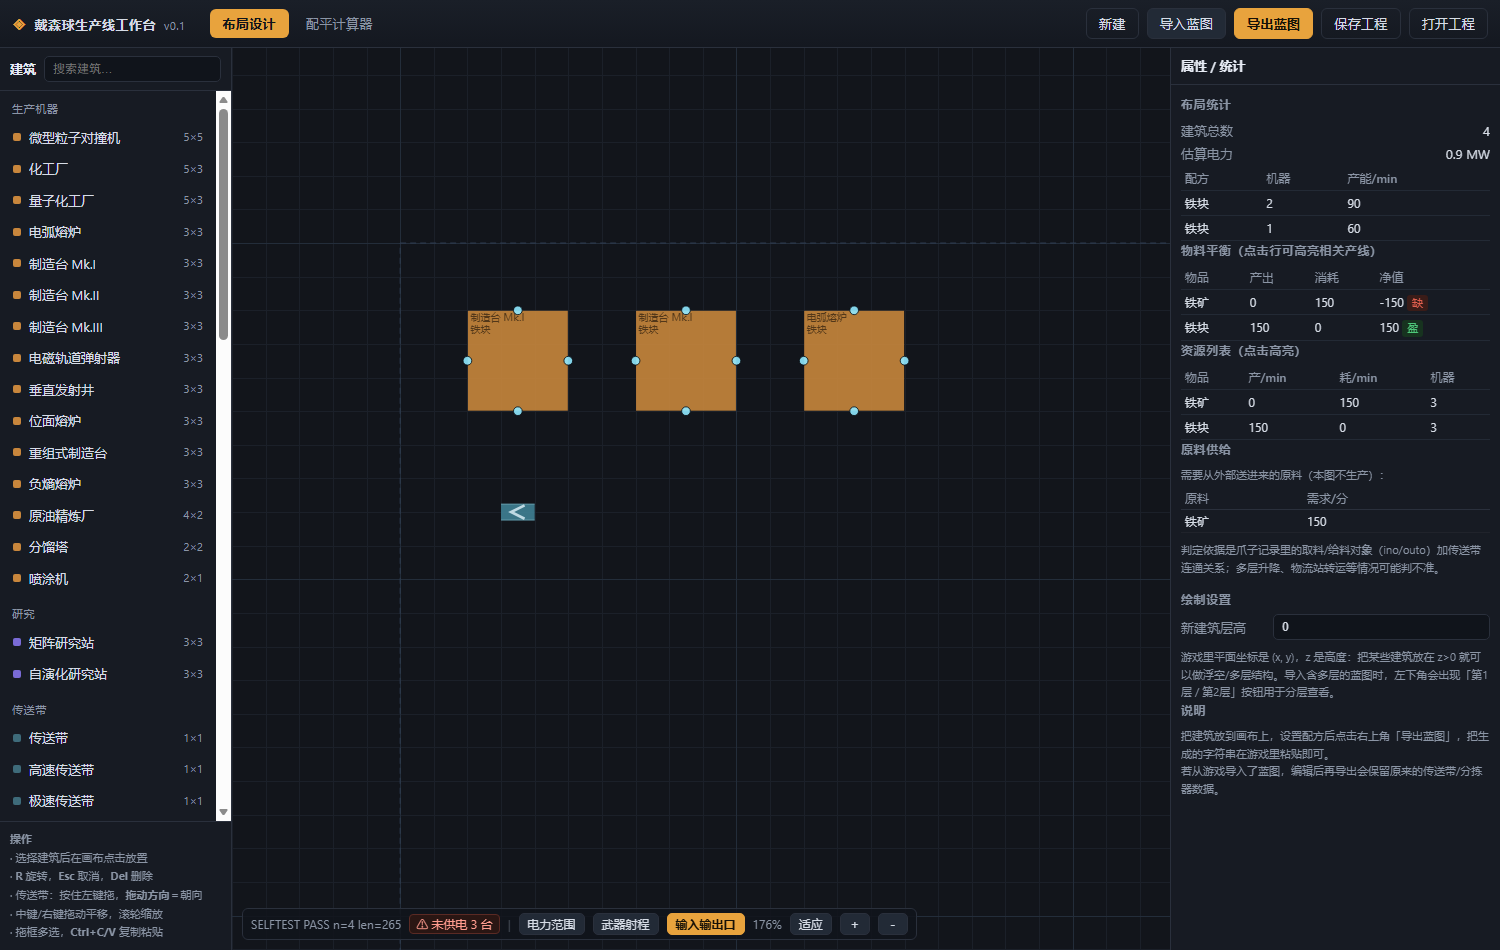 戴森球生产线工作台 v0.1 布局设计 配平计算器 新建 导入蓝图 导出蓝图 保存工程 打开工程
建筑 搜索建筑...
生产机器
微型粒子对撞机 5×5
化工厂 5×3
量子化工厂 5×3
电弧熔炉 3×3
制造台 Mk.I 3×3
制造台 Mk.II 3×3
制造台 Mk.III 3×3
电磁轨道弹射器 3×3
垂直发射井 3×3
位面熔炉 3×3
重组式制造台 3×3
负熵熔炉 3×3
原油精炼厂 4×2
分馏塔 2×2
喷涂机 2×1
研究
矩阵研究站 3×3
自演化研究站 3×3
传送带
传送带 1×1
高速传送带 1×1
极速传送带 1×1
操作
· 选择建筑后在画布点击放置
· R 旋转，Esc 取消，Del 删除
· 传送带：按住左键拖，拖动方向＝朝向
· 中键/右键拖动平移，滚轮缩放
· 拖框多选，Ctrl+C/V 复制粘贴
制造台 Mk.I
铁块
制造台 Mk.I
铁块
电弧熔炉
铁块
SELFTEST PASS n=4 len=265 ⚠ 未供电 3 台 | 电力范围 武器射程 输入输出口 176% 适应 + -
属性 / 统计
布局统计
建筑总数 4
估算电力 0.9 MW
配方 机器 产能/min
铁块 2 90
铁块 1 60
物料平衡（点击行可高亮相关产线）
物品 产出 消耗 净值
铁矿 0 150 -150 缺
铁块 150 0 150 盈
资源列表（点击高亮）
物品 产/min 耗/min 机器
铁矿 0 150 3
铁块 150 0 3
原料供给
需要从外部送进来的原料（本图不生产）：
原料 需求/分
铁矿 150
判定依据是爪子记录里的取料/给料对象（ino/outo）加传送带
连通关系；多层升降、物流站转运等情况可能判不准。
绘制设置
新建筑层高 0
游戏里平面坐标是 (x, y)，z 是高度：把某些建筑放在 z>0 就可
以做浮空/多层结构。导入含多层的蓝图时，左下角会出现「第1
层 / 第2层」按钮用于分层查看。
说明
把建筑放到画布上，设置配方后点击右上角「导出蓝图」，把生
成的字符串在游戏里粘贴即可。
若从游戏导入了蓝图，编辑后再导出会保留原来的传送带/分拣
器数据。